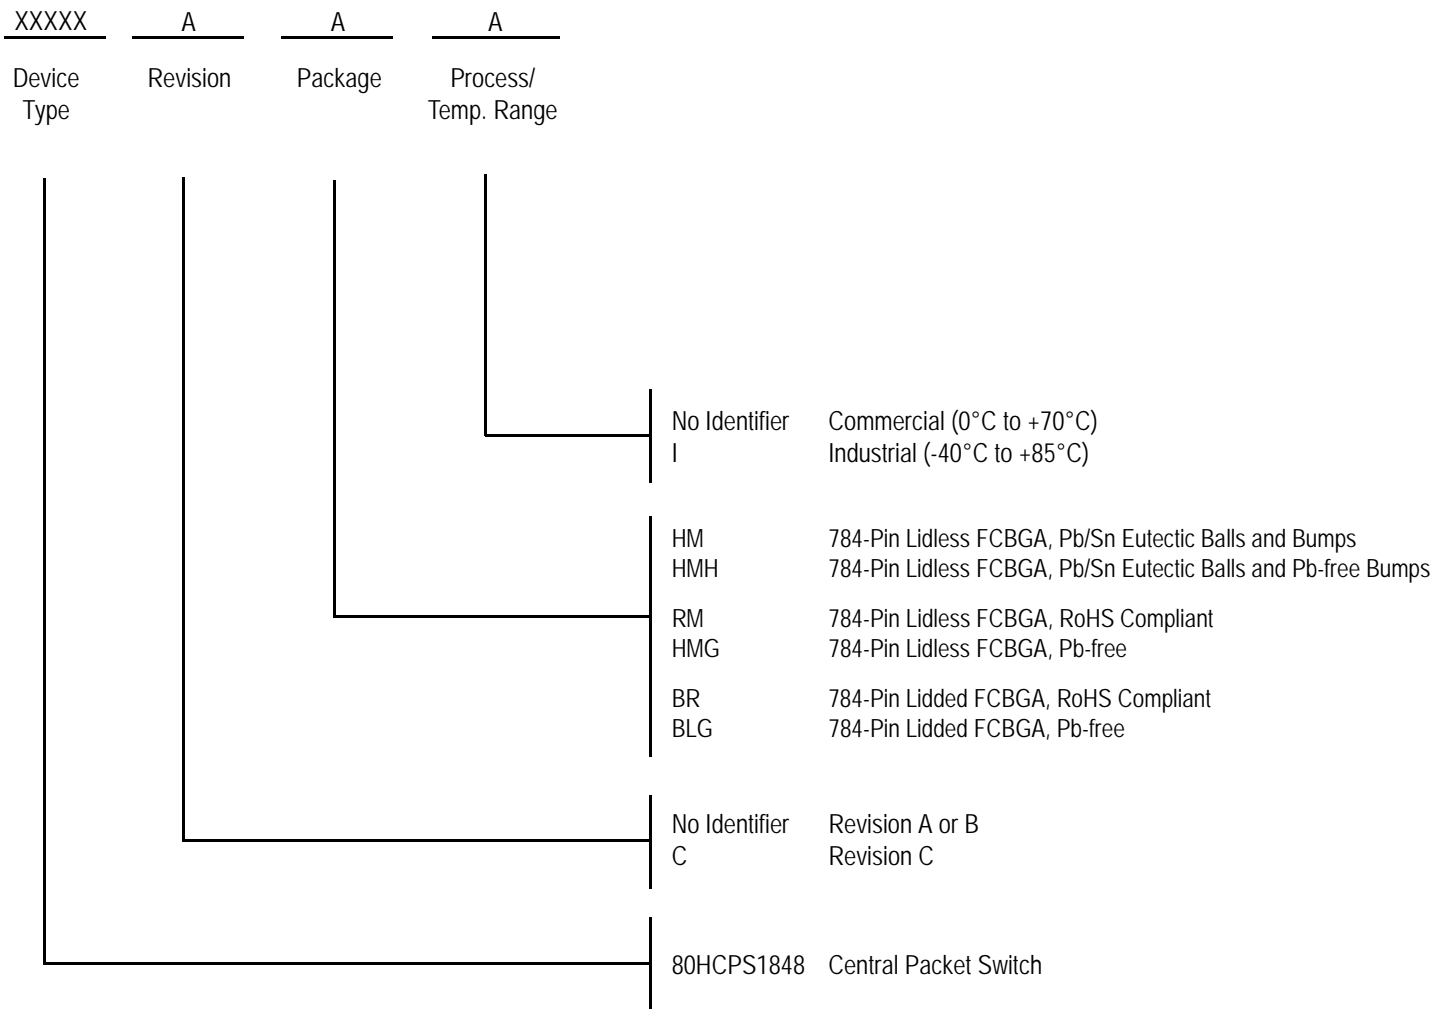 XXXXX A A A
Device Type Revision Package Process/ Temp. Range
No Identifier Commercial (0°C to +70°C)
I Industrial (-40°C to +85°C)
HM 784-Pin Lidless FCBGA, Pb/Sn Eutectic Balls and Bumps
HMH 784-Pin Lidless FCBGA, Pb/Sn Eutectic Balls and Pb-free Bumps
RM 784-Pin Lidless FCBGA, RoHS Compliant
HMG 784-Pin Lidless FCBGA, Pb-free
BR 784-Pin Lidded FCBGA, RoHS Compliant
BLG 784-Pin Lidded FCBGA, Pb-free
No Identifier Revision A or B
C Revision C
80HCPS1848 Central Packet Switch